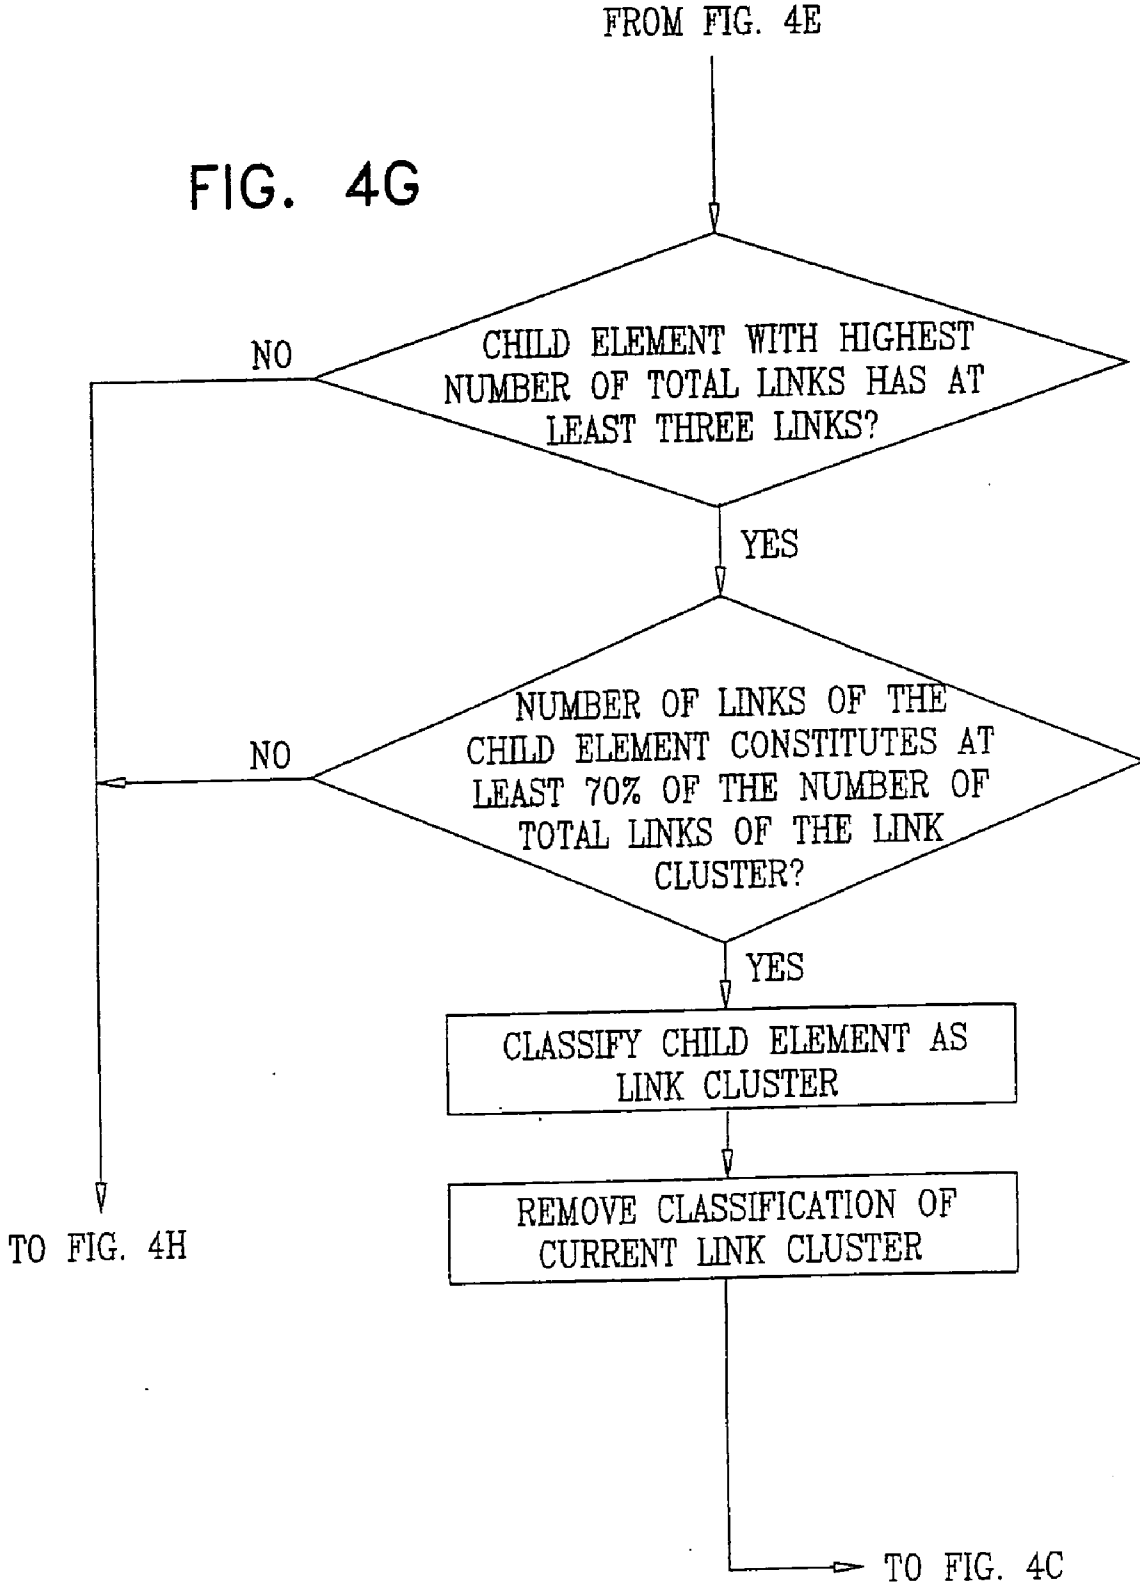 FROM FIG. 4E
FIG. 4G
CHILD ELEMENT WITH HIGHEST
NUMBER OF TOTAL LINKS HAS AT
LEAST THREE LINKS?
NO
YES
NUMBER OF LINKS OF THE
CHILD ELEMENT CONSTITUTES AT
LEAST 70% OF THE NUMBER OF
TOTAL LINKS OF THE LINK
CLUSTER?
NO
YES
CLASSIFY CHILD ELEMENT AS
LINK CLUSTER
REMOVE CLASSIFICATION OF
CURRENT LINK CLUSTER
TO FIG. 4H
TO FIG. 4C